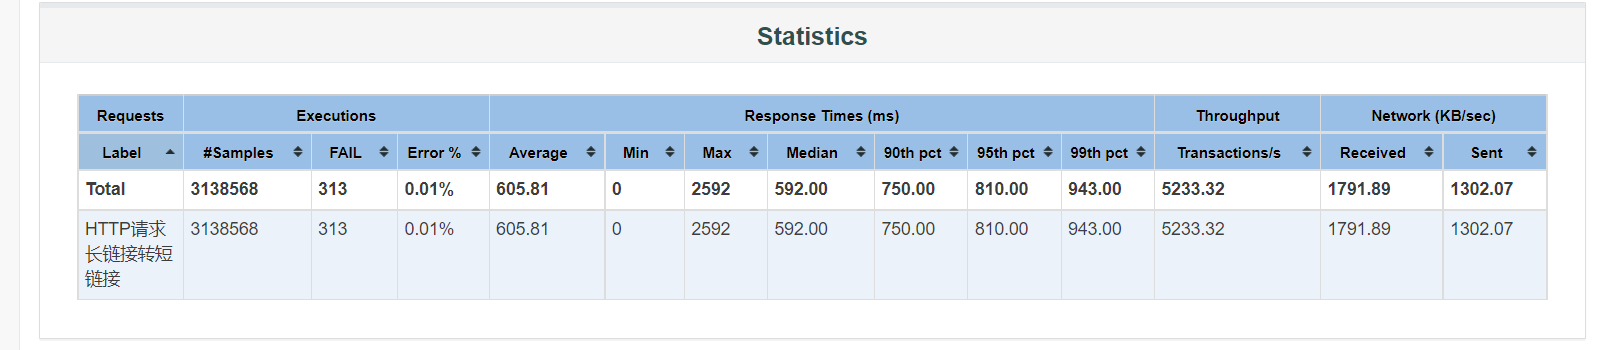 Statistics
Requests Executions Response Times (ms) Throughput Network (KB/sec)
Label #Samples FAIL Error % Average Min Max Median 90th pct 95th pct 99th pct Transactions/s Received Sent
Total 3138568 313 0.01% 605.81 0 2592 592.00 750.00 810.00 943.00 5233.32 1791.89 1302.07
HTTP请求 3138568 313 0.01% 605.81 0 2592 592.00 750.00 810.00 943.00 5233.32 1791.89 1302.07
长链接转短
链接